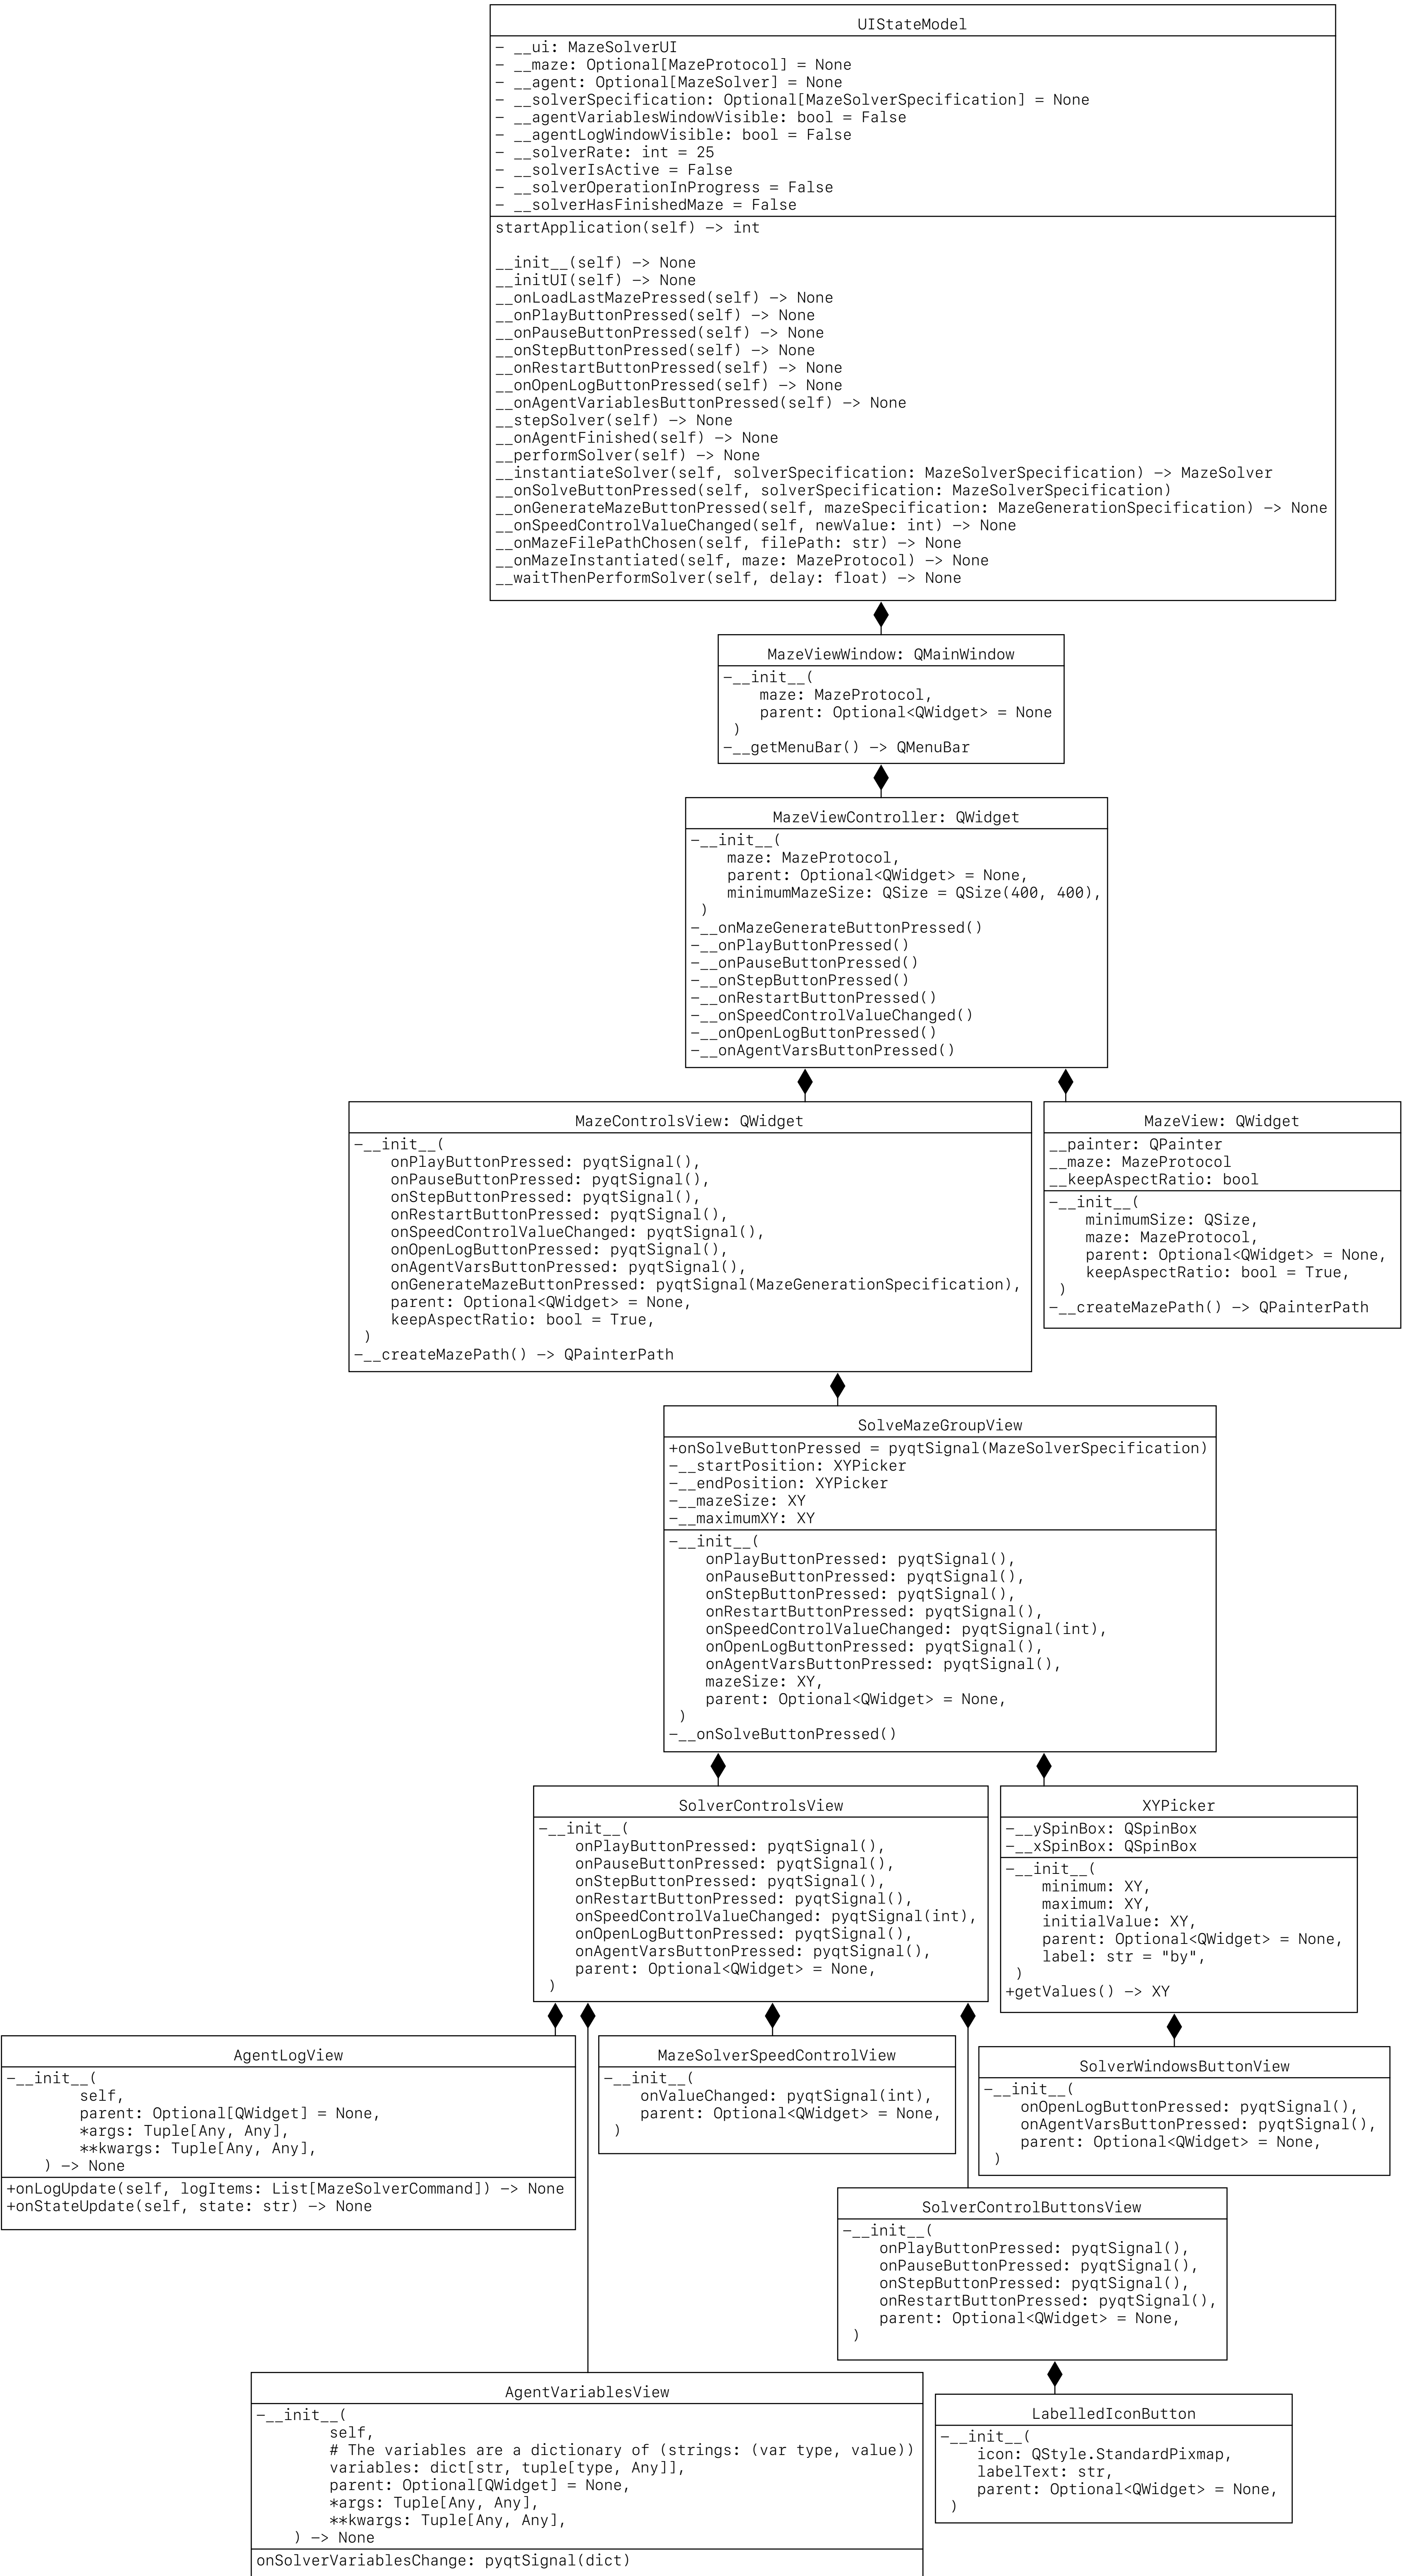 UIStateModel
- __ui: MazeSolverUI
- __maze: Optional[MazeProtocol] = None
- __agent: Optional[MazeSolver] = None
- __solverSpecification: Optional[MazeSolverSpecification] = None
- __agentVariablesWindowVisible: bool = False
- __agentLogWindowVisible: bool = False
- __solverRate: int = 25
- __solverIsActive = False
- __solverOperationInProgress = False
- __solverHasFinishedMaze = False
startApplication(self) -> int
__init__(self) -> None
__initUI(self) -> None
__onLoadLastMazePressed(self) -> None
__onPlayButtonPressed(self) -> None
__onPauseButtonPressed(self) -> None
__onStepButtonPressed(self) -> None
__onRestartButtonPressed(self) -> None
__onOpenLogButtonPressed(self) -> None
__onAgentVariablesButtonPressed(self) -> None
__stepSolver(self) -> None
__onAgentFinished(self) -> None
__performSolver(self) -> None
__instantiateSolver(self, solverSpecification: MazeSolverSpecification) -> MazeSolver
__onSolveButtonPressed(self, solverSpecification: MazeSolverSpecification)
__onGenerateMazeButtonPressed(self, mazeSpecification: MazeGenerationSpecification) -> None
__onSpeedControlValueChanged(self, newValue: int) -> None
__onMazeFilePathChosen(self, filePath: str) -> None
__onMazeInstantiated(self, maze: MazeProtocol) -> None
__waitThenPerformSolver(self, delay: float) -> None
MazeViewWindow: QMainWindow
-__init__(
maze: MazeProtocol,
parent: Optional<QWidget> = None
)
-__getMenuBar() -> QMenuBar
MazeViewController: QWidget
-__init__(
maze: MazeProtocol,
parent: Optional<QWidget> = None,
minimumMazeSize: QSize = QSize(400, 400),
)
-__onMazeGenerateButtonPressed()
-__onPlayButtonPressed()
-__onPauseButtonPressed()
-__onStepButtonPressed()
-__onRestartButtonPressed()
-__onSpeedControlValueChanged()
-__onOpenLogButtonPressed()
-__onAgentVarsButtonPressed()
MazeControlsView: QWidget
-__init__(
onPlayButtonPressed: pyqtSignal(),
onPauseButtonPressed: pyqtSignal(),
onStepButtonPressed: pyqtSignal(),
onRestartButtonPressed: pyqtSignal(),
onSpeedControlValueChanged: pyqtSignal(),
onOpenLogButtonPressed: pyqtSignal(),
onAgentVarsButtonPressed: pyqtSignal(),
onGenerateMazeButtonPressed: pyqtSignal(MazeGenerationSpecification),
parent: Optional<QWidget> = None,
keepAspectRatio: bool = True,
)
-__createMazePath() -> QPainterPath
MazeView: QWidget
__painter: QPainter
__maze: MazeProtocol
__keepAspectRatio: bool
-__init__(
minimumSize: QSize,
maze: MazeProtocol,
parent: Optional<QWidget> = None,
keepAspectRatio: bool = True,
)
-__createMazePath() -> QPainterPath
SolveMazeGroupView
+onSolveButtonPressed = pyqtSignal(MazeSolverSpecification)
-__startPosition: XYPicker
-__endPosition: XYPicker
-__mazeSize: XY
-__maximumXY: XY
-__init__(
onPlayButtonPressed: pyqtSignal(),
onPauseButtonPressed: pyqtSignal(),
onStepButtonPressed: pyqtSignal(),
onRestartButtonPressed: pyqtSignal(),
onSpeedControlValueChanged: pyqtSignal(int),
onOpenLogButtonPressed: pyqtSignal(),
onAgentVarsButtonPressed: pyqtSignal(),
mazeSize: XY,
parent: Optional<QWidget> = None,
)
-__onSolveButtonPressed()
SolverControlsView
-__init__(
onPlayButtonPressed: pyqtSignal(),
onPauseButtonPressed: pyqtSignal(),
onStepButtonPressed: pyqtSignal(),
onRestartButtonPressed: pyqtSignal(),
onSpeedControlValueChanged: pyqtSignal(int),
onOpenLogButtonPressed: pyqtSignal(),
onAgentVarsButtonPressed: pyqtSignal(),
parent: Optional<QWidget> = None,
)
XYPicker
-__ySpinBox: QSpinBox
-__xSpinBox: QSpinBox
-__init__(
minimum: XY,
maximum: XY,
initialValue: XY,
parent: Optional<QWidget> = None,
label: str = "by",
)
+getValues() -> XY
AgentLogView
-__init__(
self,
parent: Optional[QWidget] = None,
*args: Tuple[Any, Any],
**kwargs: Tuple[Any, Any],
) -> None
+onLogUpdate(self, logItems: List[MazeSolverCommand]) -> None
+onStateUpdate(self, state: str) -> None
MazeSolverSpeedControlView
-__init__(
onValueChanged: pyqtSignal(int),
parent: Optional<QWidget> = None,
)
SolverWindowsButtonView
-__init__(
onOpenLogButtonPressed: pyqtSignal(),
onAgentVarsButtonPressed: pyqtSignal(),
parent: Optional<QWidget> = None,
)
SolverControlButtonsView
-__init__(
onPlayButtonPressed: pyqtSignal(),
onPauseButtonPressed: pyqtSignal(),
onStepButtonPressed: pyqtSignal(),
onRestartButtonPressed: pyqtSignal(),
parent: Optional<QWidget> = None,
)
AgentVariablesView
-__init__(
self,
# The variables are a dictionary of (strings: (var type, value))
variables: dict[str, tuple[type, Any]],
parent: Optional[QWidget] = None,
*args: Tuple[Any, Any],
**kwargs: Tuple[Any, Any],
) -> None
onSolverVariablesChange: pyqtSignal(dict)
LabelledIconButton
-__init__(
icon: QStyle.StandardPixmap,
labelText: str,
parent: Optional<QWidget> = None,
)